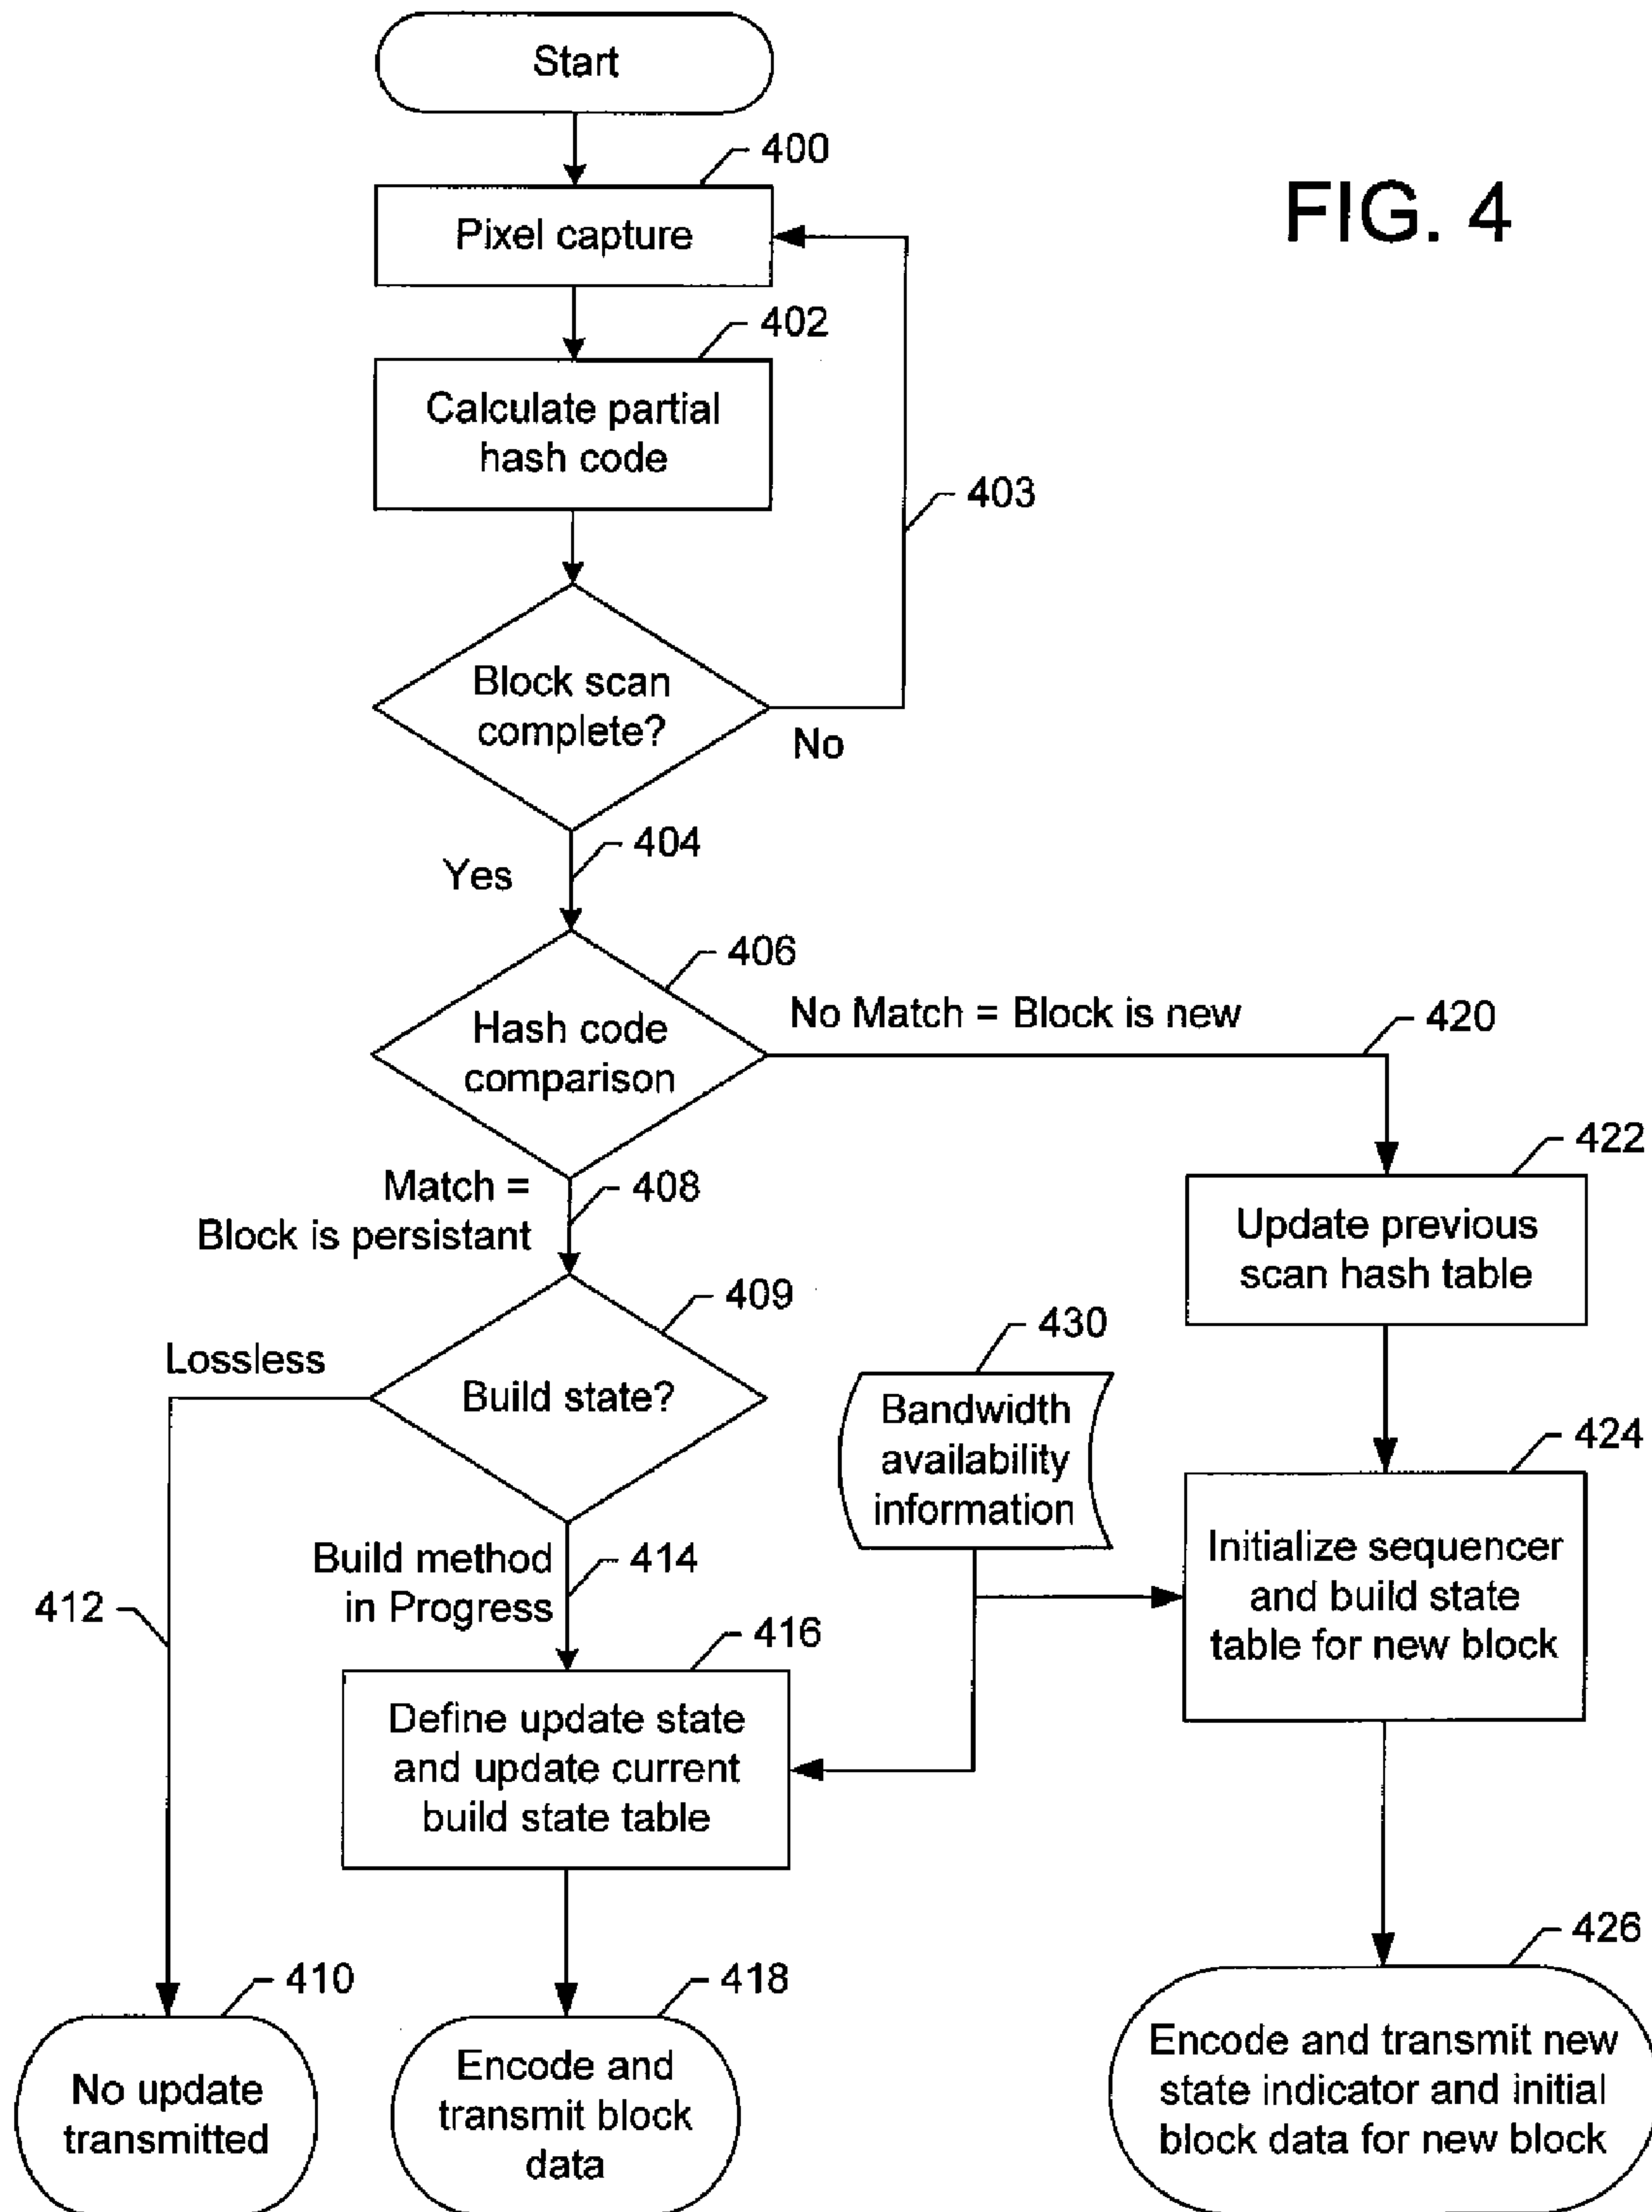 Start
400
FIG. 4
Pixel capture
402
Calculate partial
hash code
403
Block scan
complete?
No
404
Yes
406
No Match = Block is new
420
Hash code
comparison
422
Match =
408
Block is persistant
Update previous
scan hash table
409
430
Lossless
Build state?
Bandwidth
availability
information
424
Build method
in Progress
414
Initialize sequencer
and build state
table for new block
412
416
Define update state
and update current
build state table
426
410
418
No update
transmitted
Encode and
transmit block
data
Encode and transmit new
state indicator and initial
block data for new block